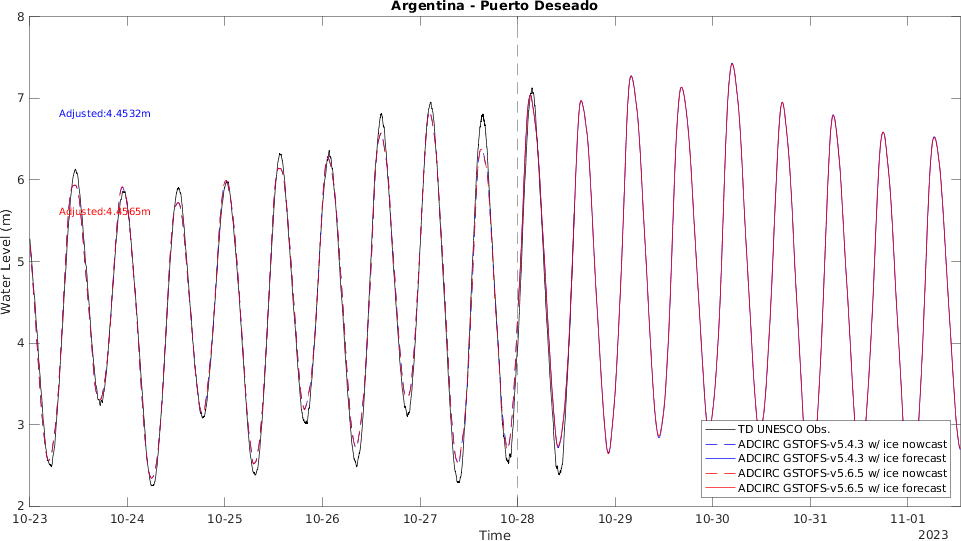 Argentina - Puerto Deseado
8
7
6
5
4
3
2
Water Level (m)
Adjusted:4.4532m
Adjusted:4.4565m
TD UNESCO Obs.
ADCIRC GSTOFS-v5.4.3 w/ ice nowcast
ADCIRC GSTOFS-v5.4.3 w/ ice forecast
ADCIRC GSTOFS-v5.6.5 w/ ice nowcast
ADCIRC GSTOFS-v5.6.5 w/ ice forecast
10-23 10-24 10-25 10-26 10-27 10-28 10-29 10-30 10-31 11-01
Time
2023